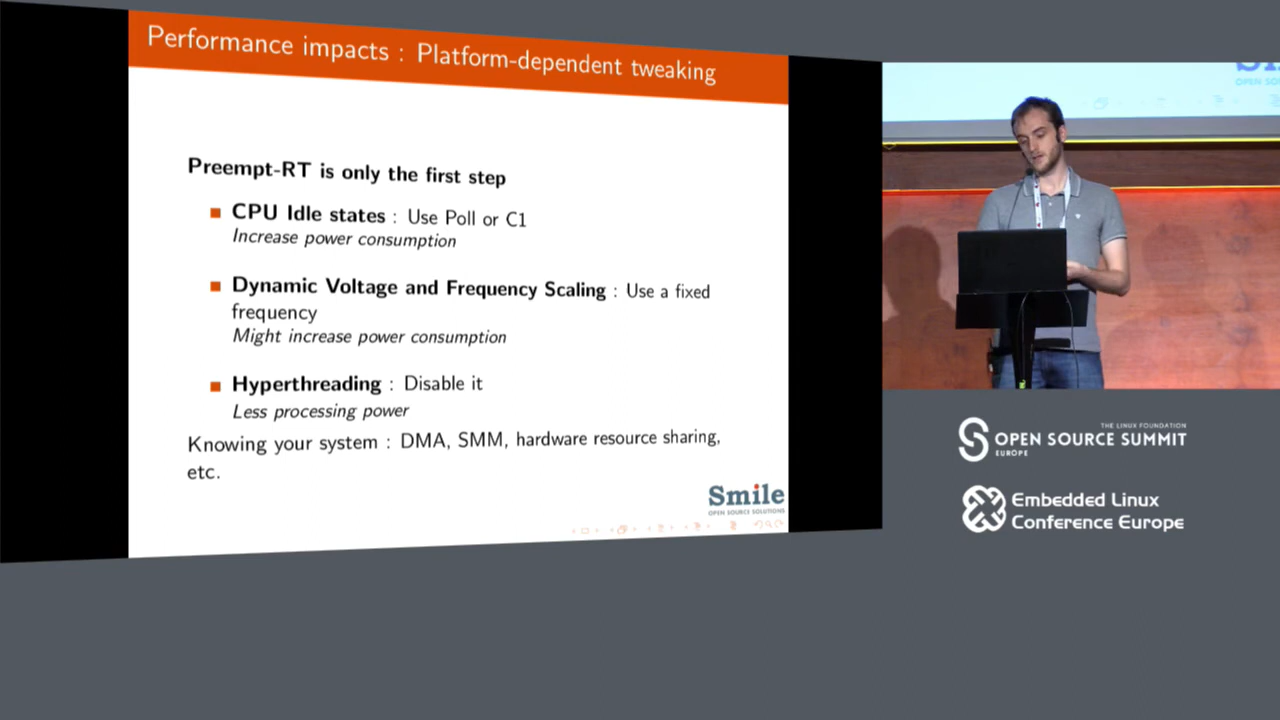 Performance impacts : Platform-dependent tweaking
Preempt-RT is only the first step
CPU Idle states : Use Poll or C1
Increase power consumption
Dynamic Voltage and Frequency Scaling : Use a fixed
frequency
Might increase power consumption
Hyperthreading : Disable it
Less processing power
Knowing your system : DMA, SMM, hardware resource sharing,
etc.
Smile
OPEN SOURCE SOLUTIONS
THE LINUX FOUNDATION
OPEN SOURCE SUMMIT
EUROPE
Embedded Linux
Conference Europe